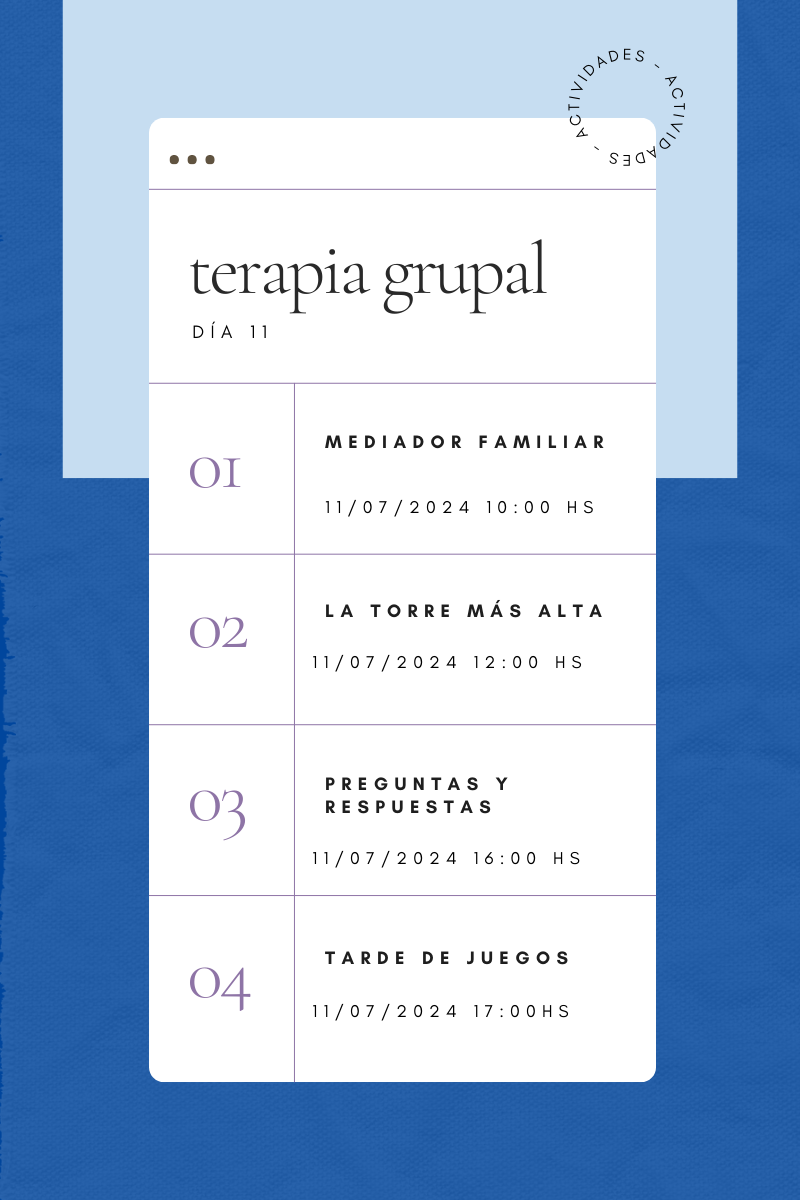 ACTIVIDADES - ACTIVIDADES -
terapia grupal
DÍA 11
01
MEDIADOR FAMILIAR
11/07/2024 10:00 HS
02
LA TORRE MÁS ALTA
11/07/2024 12:00 HS
03
PREGUNTAS Y
RESPUESTAS
11/07/2024 16:00 HS
04
TARDE DE JUEGOS
11/07/2024 17:00HS